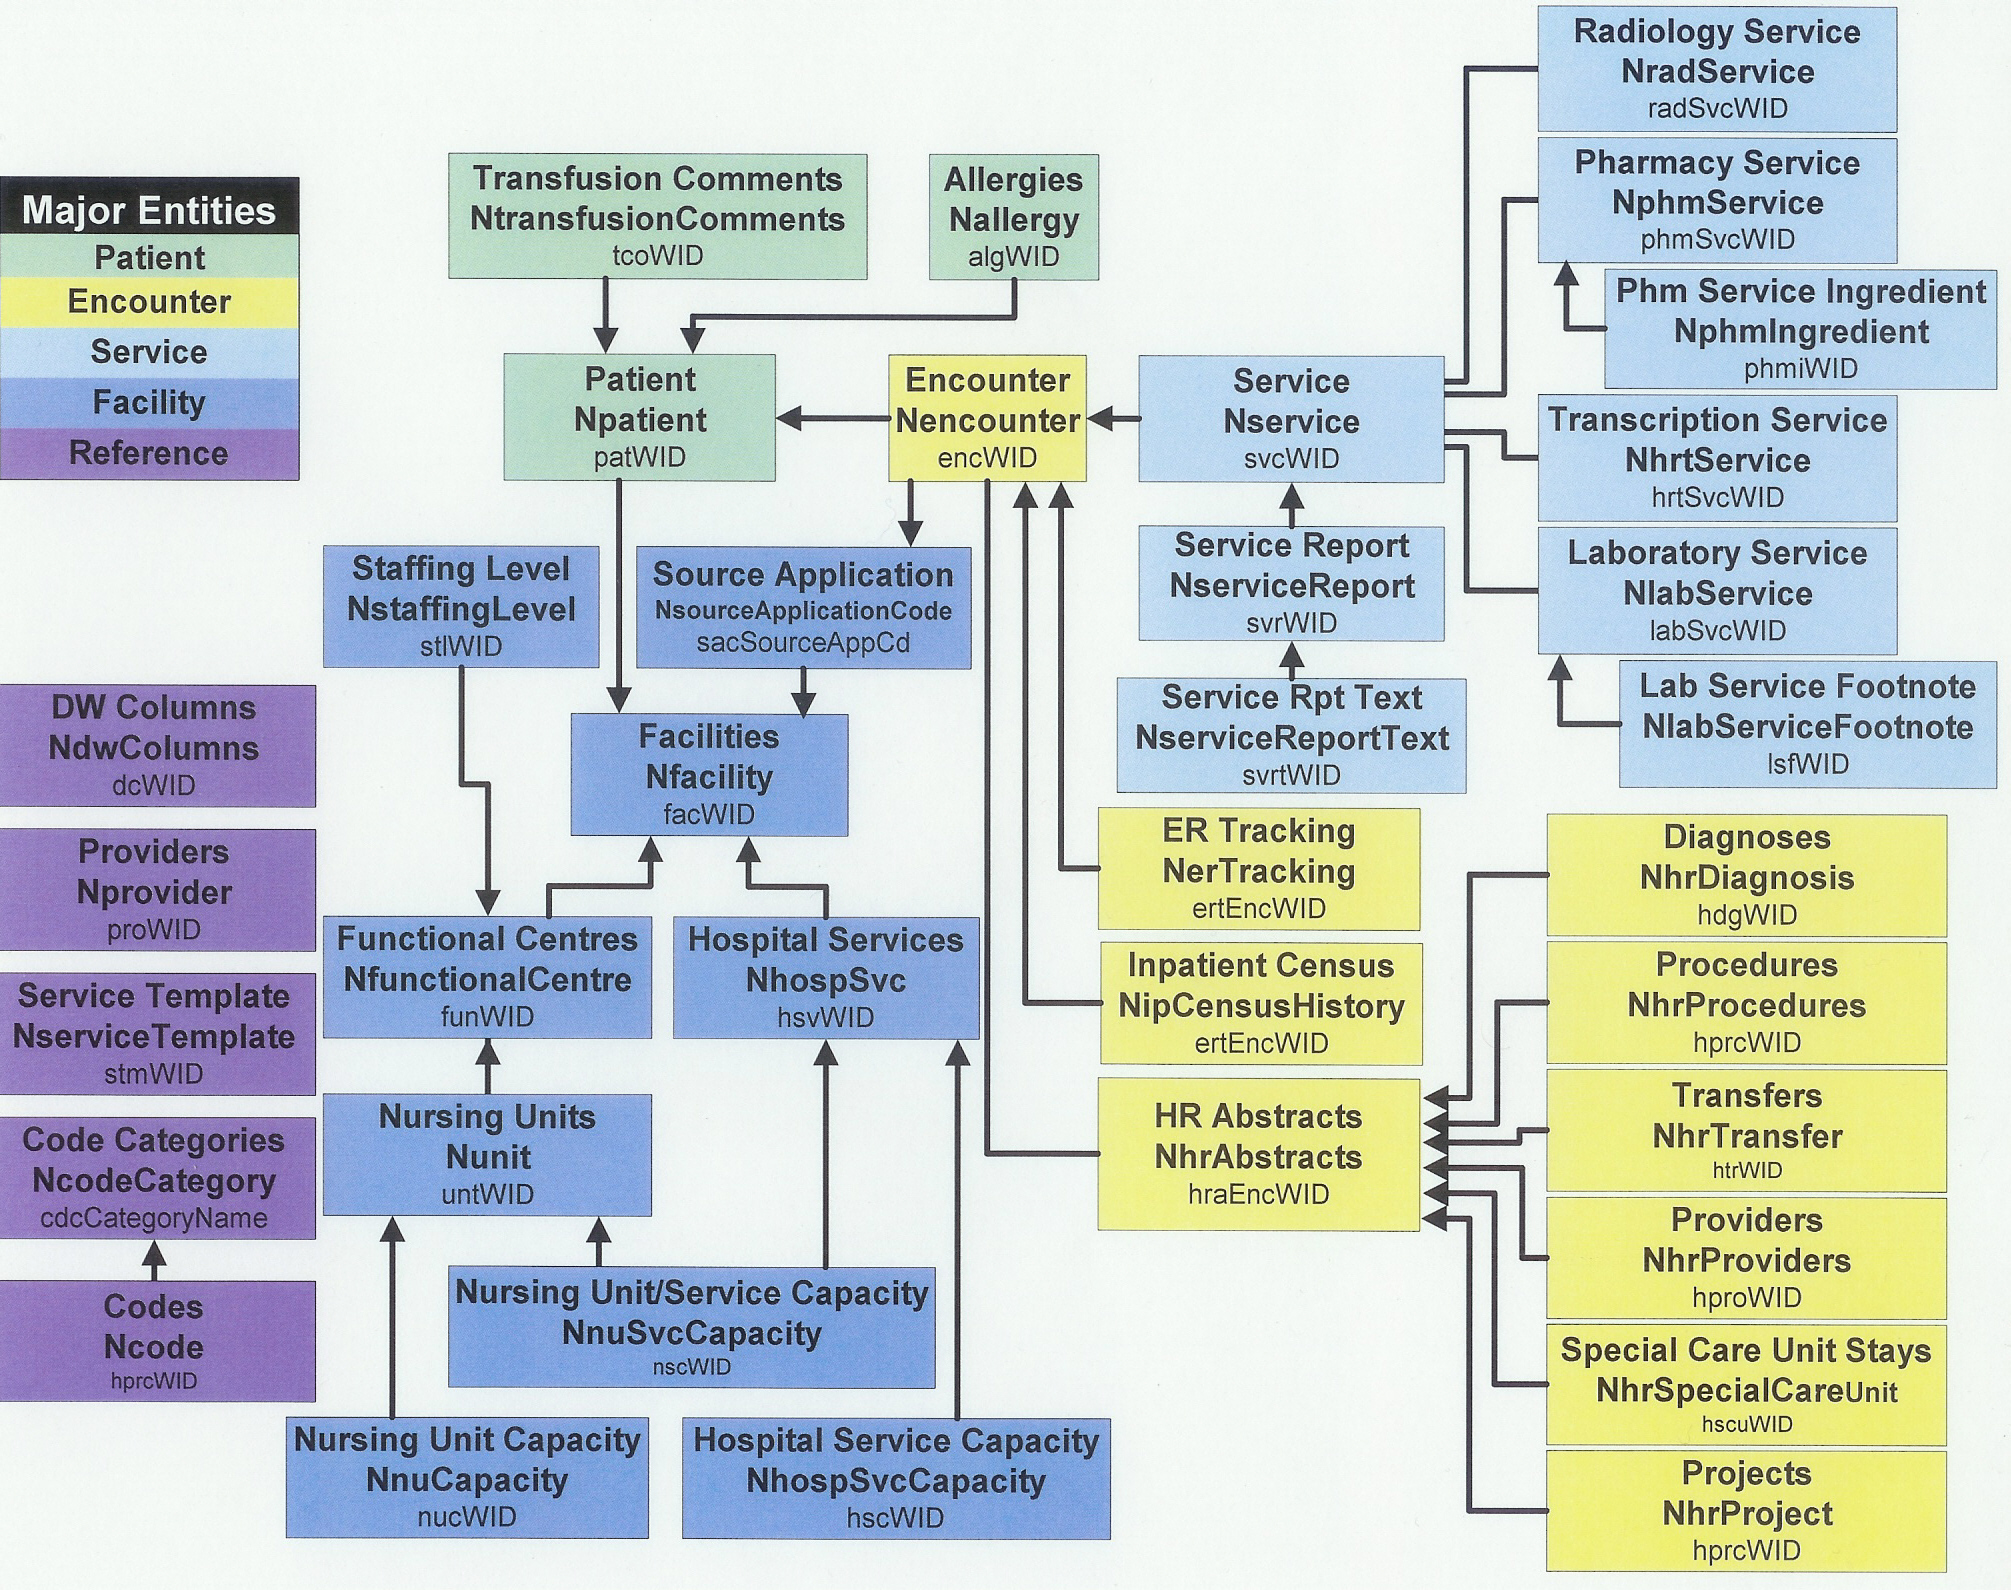 Major Entities
Patient
Encounter
Service
Facility
Reference
Transfusion Comments
NtransfusionComments
tcoWID
Allergies
Nallergy
algWID
Patient
Npatient
patWID
Encounter
Nencounter
encWID
Service
Nservice
svcWID
Radiology Service
NradService
radSvcWID
Pharmacy Service
NphmService
phmSvcWID
Phm Service Ingredient
NphmIngredient
phmiWID
Transcription Service
NhrtService
hrtSvcWID
Laboratory Service
NlabService
labSvcWID
Lab Service Footnote
NlabServiceFootnote
lsfWID
Service Report
NserviceReport
svrWID
Service Rpt Text
NserviceReportText
svrtWID
Staffing Level
NstaffingLevel
stlWID
Source Application
NsourceApplicationCode
sacSourceAppCd
Facilities
Nfacility
facWID
DW Columns
NdwColumns
dcWID
Providers
Nprovider
proWID
Service Template
NserviceTemplate
stmWID
Code Categories
NcodeCategory
cdcCategoryName
Codes
Ncode
hprcWID
Functional Centres
NfunctionalCentre
funWID
Hospital Services
NhospSvc
hsvWID
Nursing Units
Nunit
untWID
Nursing Unit/Service Capacity
NnuSvcCapacity
nscWID
Nursing Unit Capacity
NnuCapacity
nucWID
Hospital Service Capacity
NhospSvcCapacity
hscWID
ER Tracking
NerTracking
ertEncWID
Inpatient Census
NipCensusHistory
ertEncWID
HR Abstracts
NhrAbstracts
hraEncWID
Diagnoses
NhrDiagnosis
hdgWID
Procedures
NhrProcedures
hprcWID
Transfers
NhrTransfer
htrWID
Providers
NhrProviders
hproWID
Special Care Unit Stays
NhrSpecialCareUnit
hscuWID
Projects
NhrProject
hprcWID